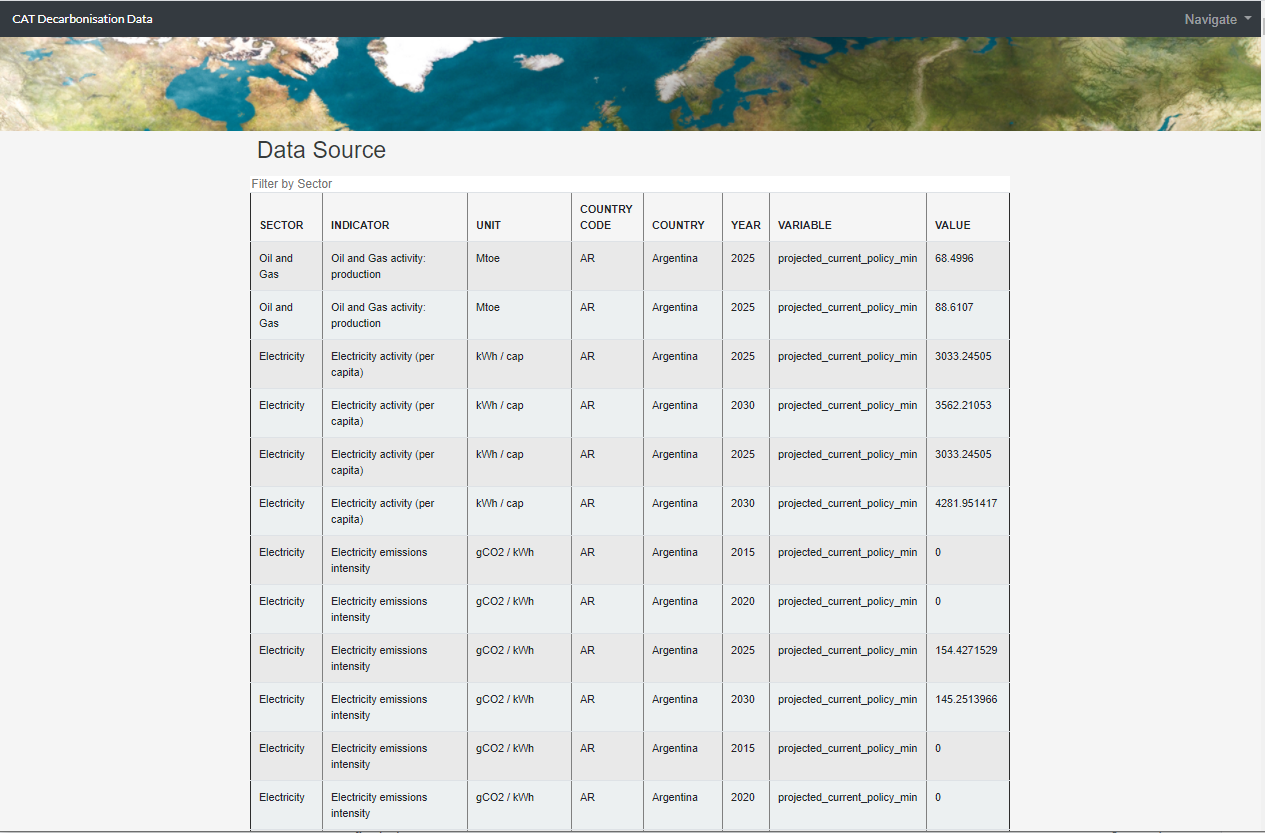 CAT Decarbonisation Data
Navigate
Data Source
Filter by Sector
SECTOR INDICATOR UNIT COUNTRY CODE COUNTRY YEAR VARIABLE VALUE
Oil and Gas Oil and Gas activity: production Mtoe AR Argentina 2025 projected_current_policy_min 68.4996
Oil and Gas Oil and Gas activity: production Mtoe AR Argentina 2025 projected_current_policy_min 88.6107
Electricity Electricity activity (per capita) kWh / cap AR Argentina 2025 projected_current_policy_min 3033.24505
Electricity Electricity activity (per capita) kWh / cap AR Argentina 2030 projected_current_policy_min 3562.21053
Electricity Electricity activity (per capita) kWh / cap AR Argentina 2025 projected_current_policy_min 3033.24505
Electricity Electricity activity (per capita) kWh / cap AR Argentina 2030 projected_current_policy_min 4281.951417
Electricity Electricity emissions intensity gCO2 / kWh AR Argentina 2015 projected_current_policy_min 0
Electricity Electricity emissions intensity gCO2 / kWh AR Argentina 2020 projected_current_policy_min 0
Electricity Electricity emissions intensity gCO2 / kWh AR Argentina 2025 projected_current_policy_min 154.4271529
Electricity Electricity emissions intensity gCO2 / kWh AR Argentina 2030 projected_current_policy_min 145.2513966
Electricity Electricity emissions intensity gCO2 / kWh AR Argentina 2015 projected_current_policy_min 0
Electricity Electricity emissions intensity gCO2 / kWh AR Argentina 2020 projected_current_policy_min 0